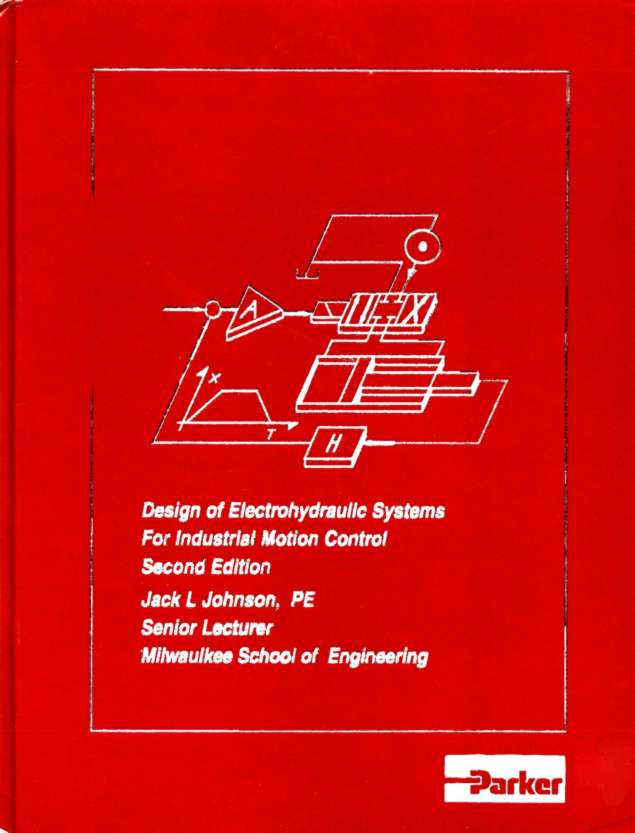 A
X
T
H
Design of Electrohydraulic Systems
For Industrial Motion Control
Second Edition
Jack L Johnson, PE
Senior Lecturer
Milwaulkee School of Engineering
Parker